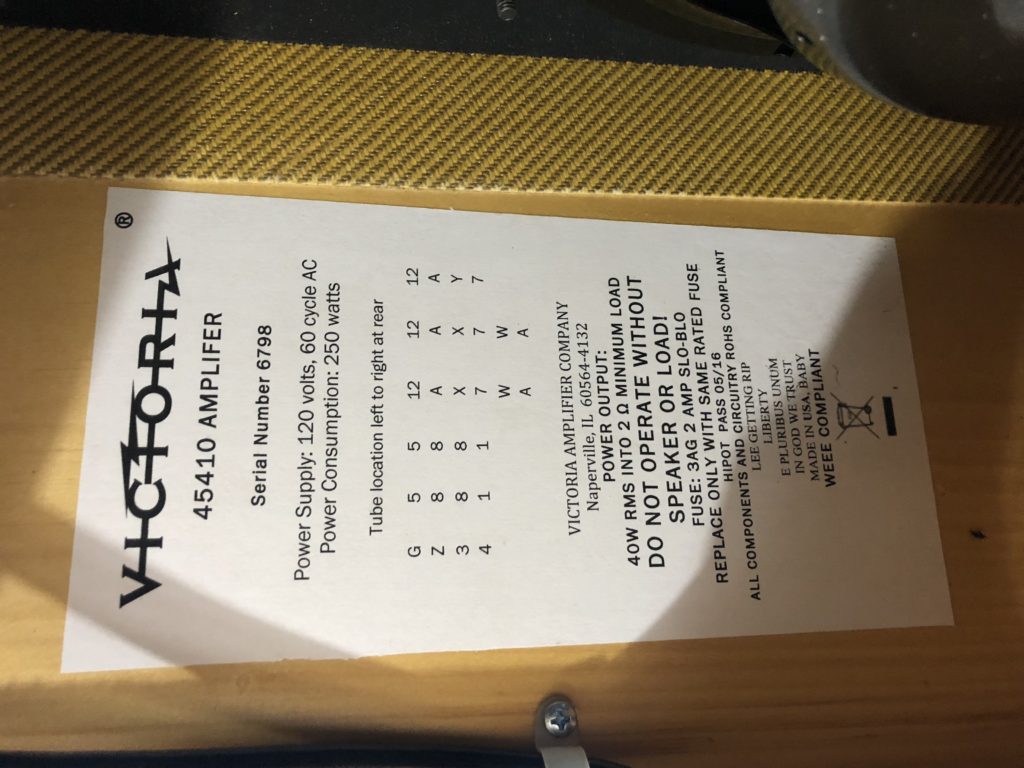 VICTORIA®
45410 AMPLIFER
Serial Number 6798
Power Supply: 120 volts, 60 cycle AC
Power Consumption: 250 watts
Tube location left to right at rear
G 5 5 12 12 12
Z 8 8 A A A
3 8 8 X X Y
4 1 1 7 7 7
W W
A A
VICTORIA AMPLIFIER COMPANY
Naperville, IL 60564-4132
POWER OUTPUT:
40W RMS INTO 2 Ω MINIMUM LOAD
DO NOT OPERATE WITHOUT
SPEAKER OR LOAD!
FUSE: 3AG 2 AMP SLO-BLO
REPLACE ONLY WITH SAME RATED FUSE
HIPOT PASS 05/16
ALL COMPONENTS AND CIRCUITRY ROHS COMPLIANT
LEE GETTING RIP
LIBERTY
E PLURIBUS UNUM
IN GOD WE TRUST
MADE IN USA, BABY
WEEE COMPLIANT